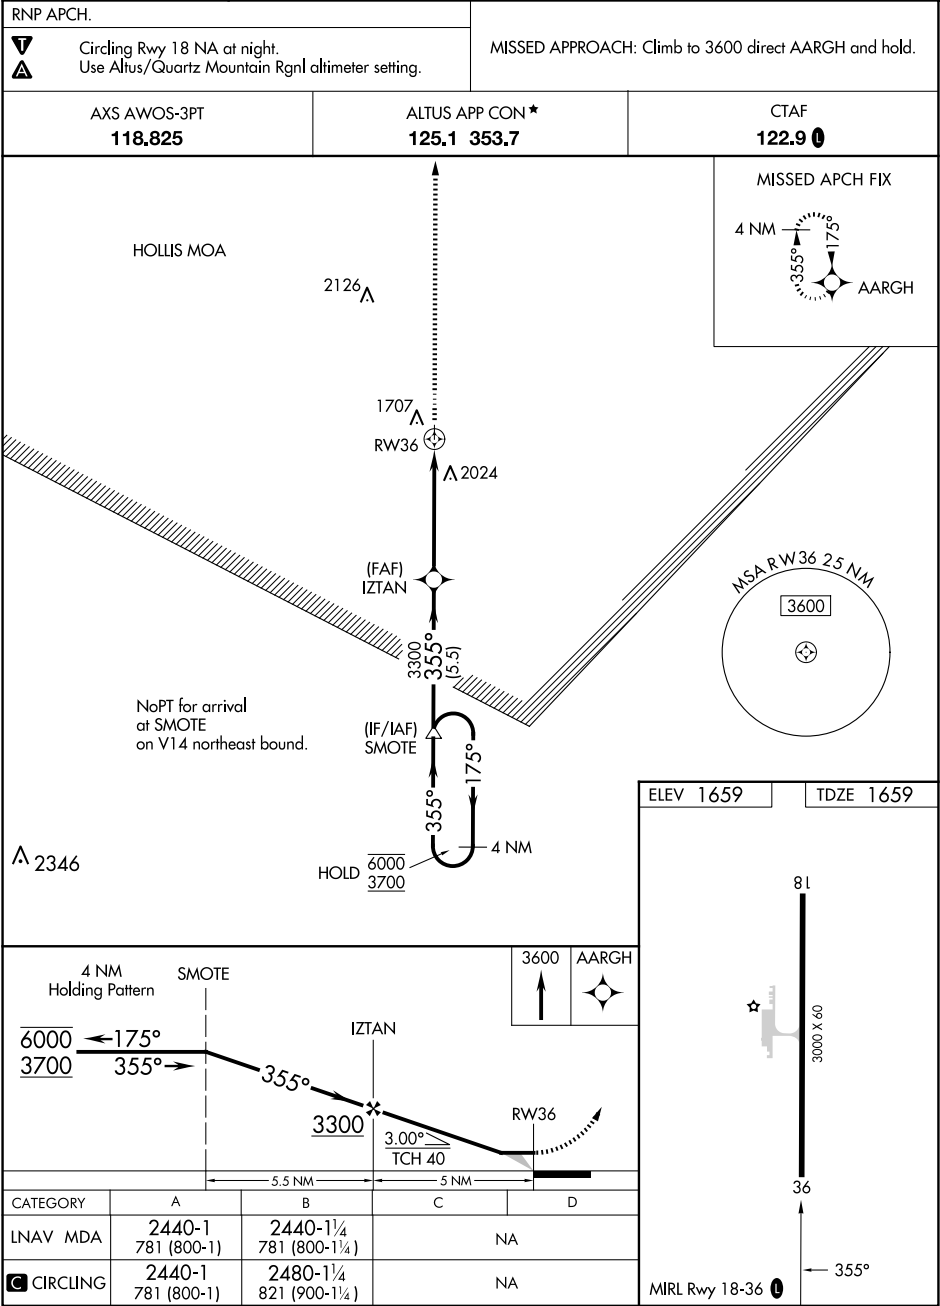 RNP APCH.
T
Circling Rwy 18 NA at night.
A
Use Altus/Quartz Mountain Rgnl altimeter setting.
MISSED APPROACH: Climb to 3600 direct AARGH and hold.
AXS AWOS-3PT
118.825
ALTUS APP CON ★
125.1 353.7
CTAF
122.9 L
MISSED APCH FIX
4 NM
355°
175°
AARGH
HOLLIS MOA
2126
1707
RW36
2024
(FAF)
IZTAN
3300
355°
(5.5)
MSA RW36 25 NM
3600
NoPT for arrival
at SMOTE
on V14 northeast bound.
(IF/IAF)
SMOTE
175°
355°
4 NM
HOLD 6000
3700
2346
ELEV 1659
TDZE 1659
18
3000 X 60
36
355°
MIRL Rwy 18-36 L
4 NM
Holding Pattern
SMOTE
3600
AARGH
6000
3700
175°
355°
IZTAN
355°
3300
3.00°
TCH 40
RW36
5.5 NM
5 NM
CATEGORY A B C D
LNAV MDA 2440-1 2440-1¼ NA
781 (800-1) 781 (800-1¼)
C CIRCLING 2440-1 2480-1¼ NA
781 (800-1) 821 (900-1¼)